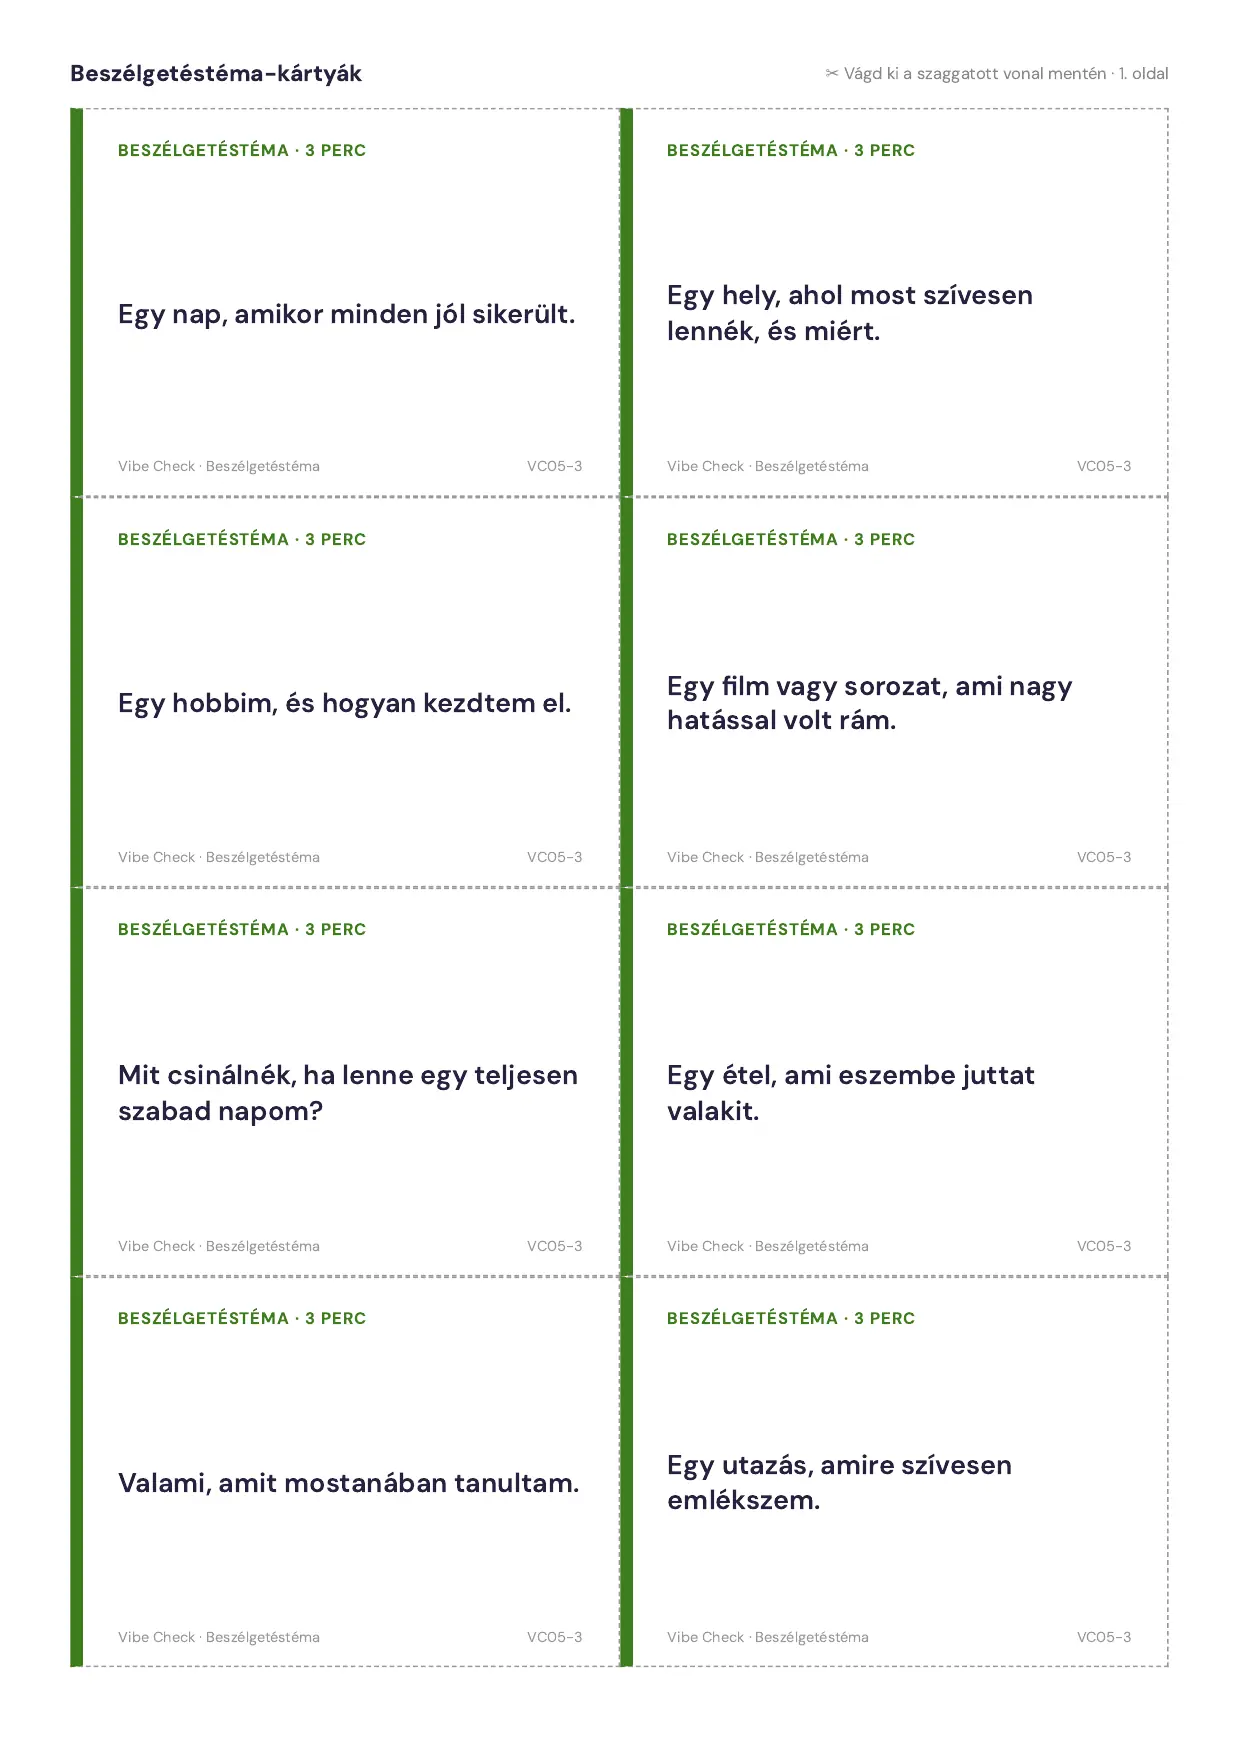 Beszélgetéstéma-kártyák
✂ Vágd ki a szaggatott vonal mentén · 1. oldal
BESZÉLGETÉSTÉMA · 3 PERC
Egy nap, amikor minden jól sikerült.
Vibe Check · Beszélgetéstéma
VC05-3
BESZÉLGETÉSTÉMA · 3 PERC
Egy hely, ahol most szívesen
lennék, és miért.
Vibe Check · Beszélgetéstéma
VC05-3
BESZÉLGETÉSTÉMA · 3 PERC
Egy hobbim, és hogyan kezdtem el.
Vibe Check · Beszélgetéstéma
VC05-3
BESZÉLGETÉSTÉMA · 3 PERC
Egy film vagy sorozat, ami nagy
hatással volt rám.
Vibe Check · Beszélgetéstéma
VC05-3
BESZÉLGETÉSTÉMA · 3 PERC
Mit csinálnék, ha lenne egy teljesen
szabad napom?
Vibe Check · Beszélgetéstéma
VC05-3
BESZÉLGETÉSTÉMA · 3 PERC
Egy étel, ami eszembe juttat
valakit.
Vibe Check · Beszélgetéstéma
VC05-3
BESZÉLGETÉSTÉMA · 3 PERC
Valami, amit mostanában tanultam.
Vibe Check · Beszélgetéstéma
VC05-3
BESZÉLGETÉSTÉMA · 3 PERC
Egy utazás, amire szívesen
emlékszem.
Vibe Check · Beszélgetéstéma
VC05-3